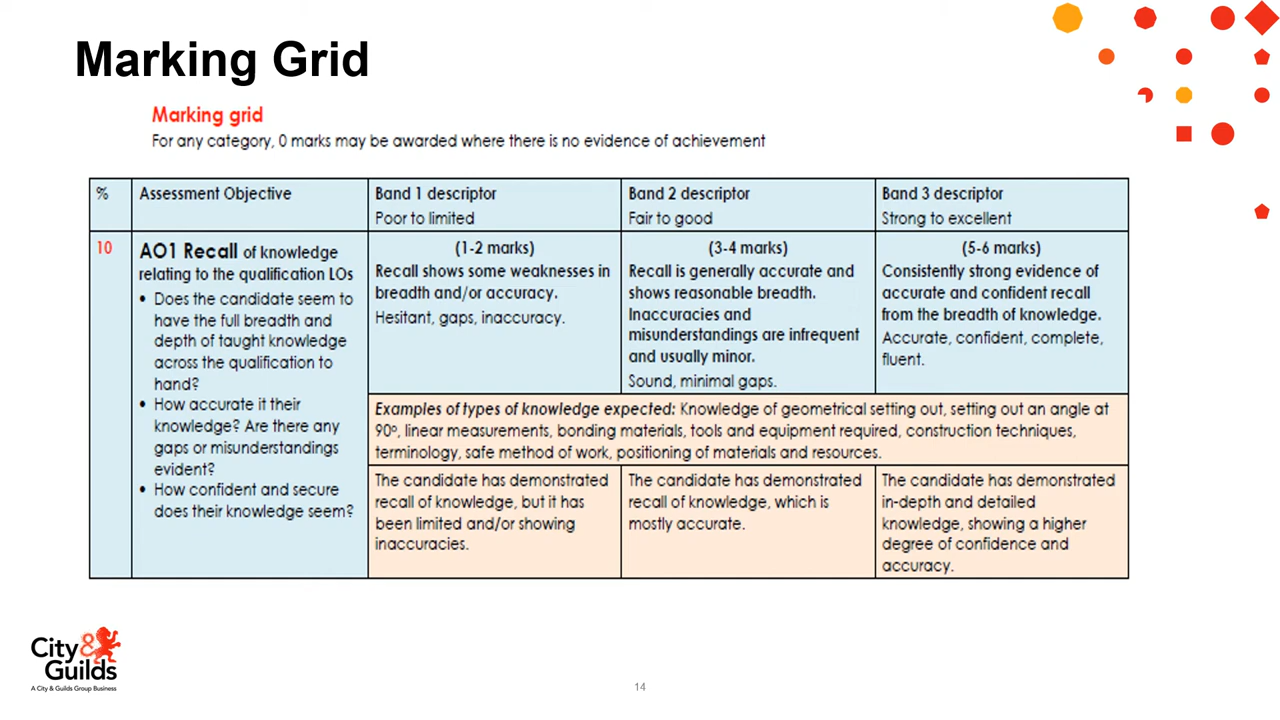 Marking Grid
Marking grid
For any category, 0 marks may be awarded where there is no evidence of achievement
%
Assessment Objective
Band 1 descriptor
Poor to limited
Band 2 descriptor
Fair to good
Band 3 descriptor
Strong to excellent
10
AO1 Recall of knowledge
relating to the qualification LOs
• Does the candidate seem to
have the full breadth and
depth of taught knowledge
across the qualification to
hand?
• How accurate it their
knowledge? Are there any
gaps or misunderstandings
evident?
• How confident and secure
does their knowledge seem?
(1-2 marks)
Recall shows some weaknesses in
breadth and/or accuracy.
Hesitant, gaps, inaccuracy.
(3-4 marks)
Recall is generally accurate and
shows reasonable breadth.
Inaccuracies and
misunderstandings are infrequent
and usually minor.
Sound, minimal gaps.
(5-6 marks)
Consistently strong evidence of
accurate and confident recall
from the breadth of knowledge.
Accurate, confident, complete,
fluent.
Examples of types of knowledge expected: Knowledge of geometrical setting out, setting out an angle at
90º, linear measurements, bonding materials, tools and equipment required, construction techniques,
terminology, safe method of work, positioning of materials and resources.
The candidate has demonstrated
recall of knowledge, but it has
been limited and/or showing
inaccuracies.
The candidate has demonstrated
recall of knowledge, which is
mostly accurate.
The candidate has demonstrated
in-depth and detailed
knowledge, showing a higher
degree of confidence and
accuracy.
City &
Guilds
A City & Guilds Group Business
14